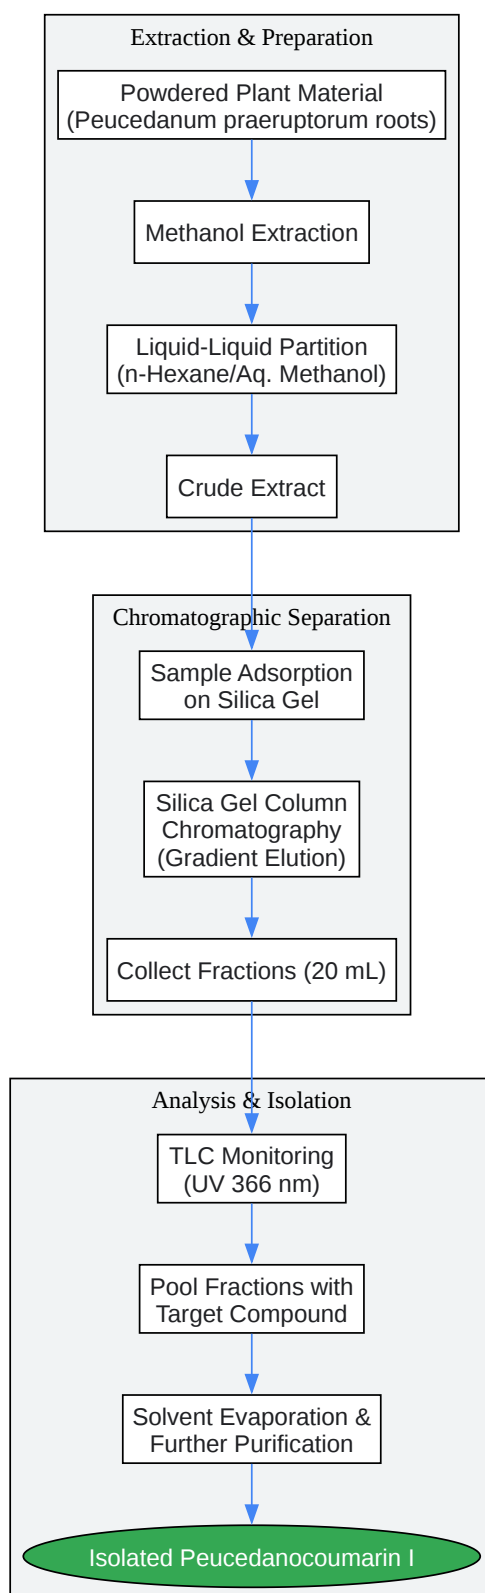 Extraction & Preparation
Powdered Plant Material
(Peucedanum praeruptorum roots)
Methanol Extraction
Liquid-Liquid Partition
(n-Hexane/Aq. Methanol)
Crude Extract
Chromatographic Separation
Sample Adsorption
on Silica Gel
Silica Gel Column
Chromatography
(Gradient Elution)
Collect Fractions (20 mL)
Analysis & Isolation
TLC Monitoring
(UV 366 nm)
Pool Fractions with
Target Compound
Solvent Evaporation &
Further Purification
Isolated Peucedanocoumarin I